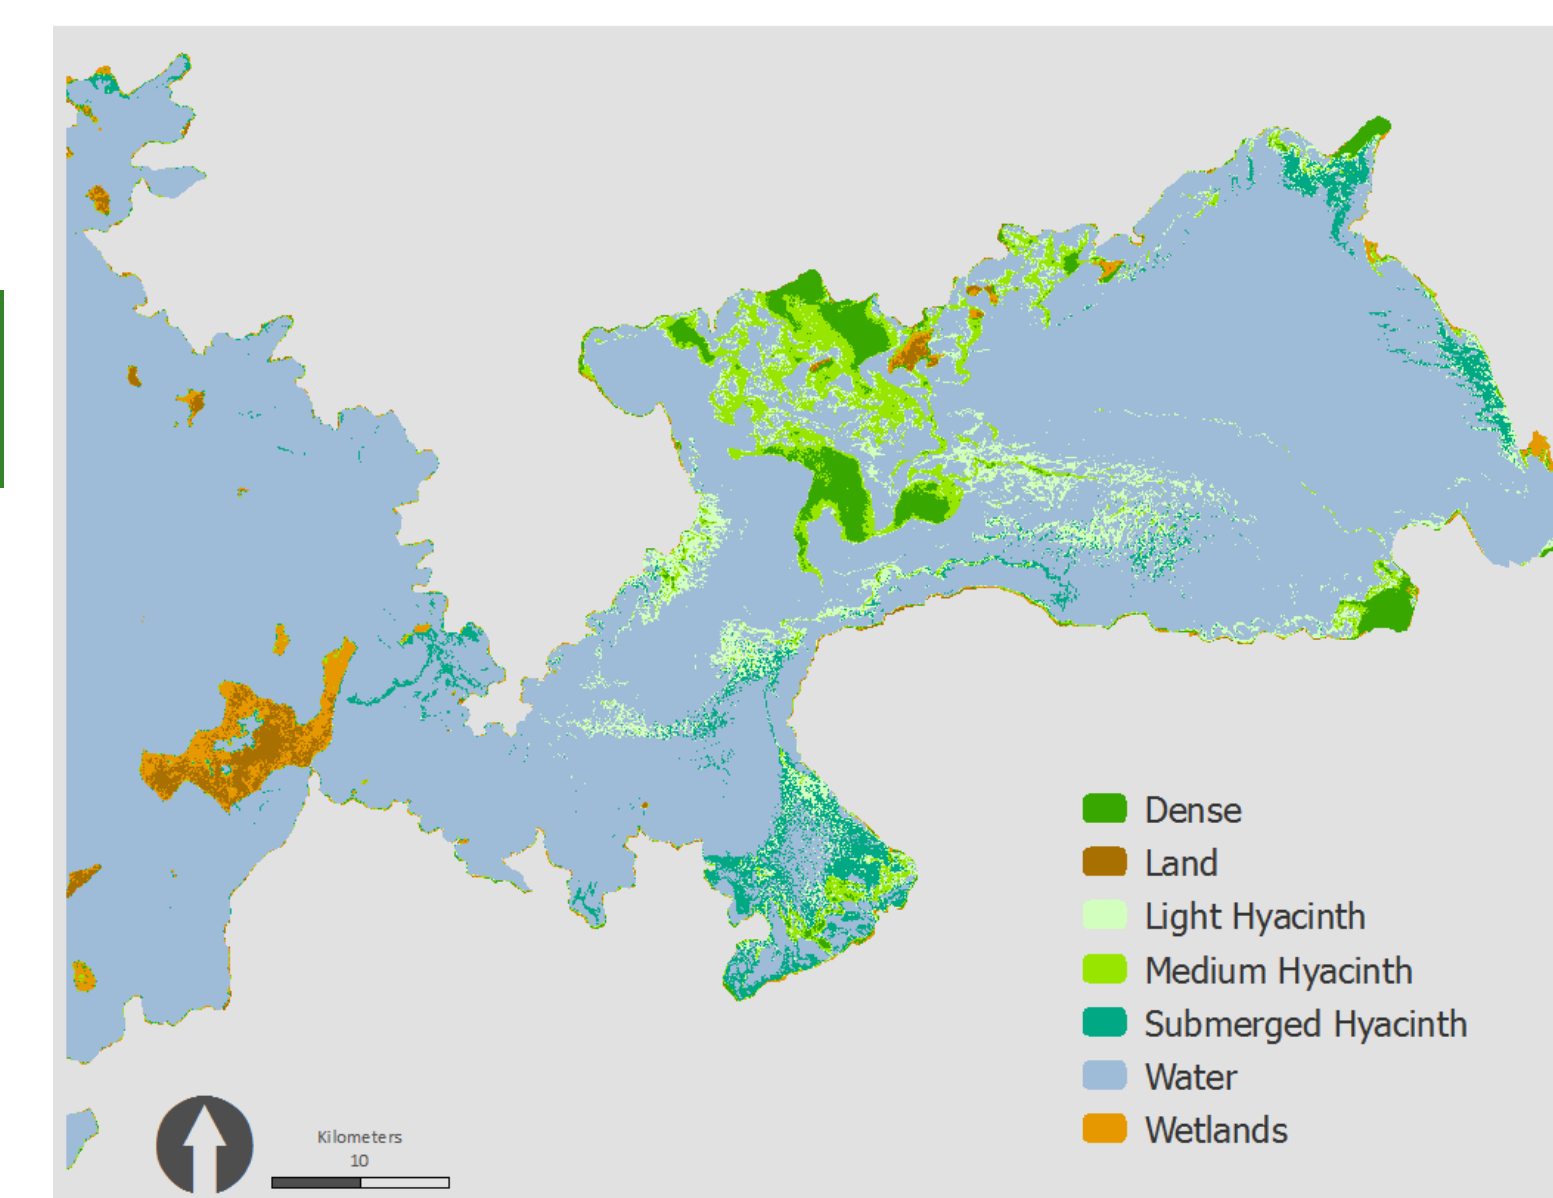 Dense
Land
Light Hyacinth
Medium Hyacinth
Submerged Hyacinth
Water
Wetlands
Kilometers
10